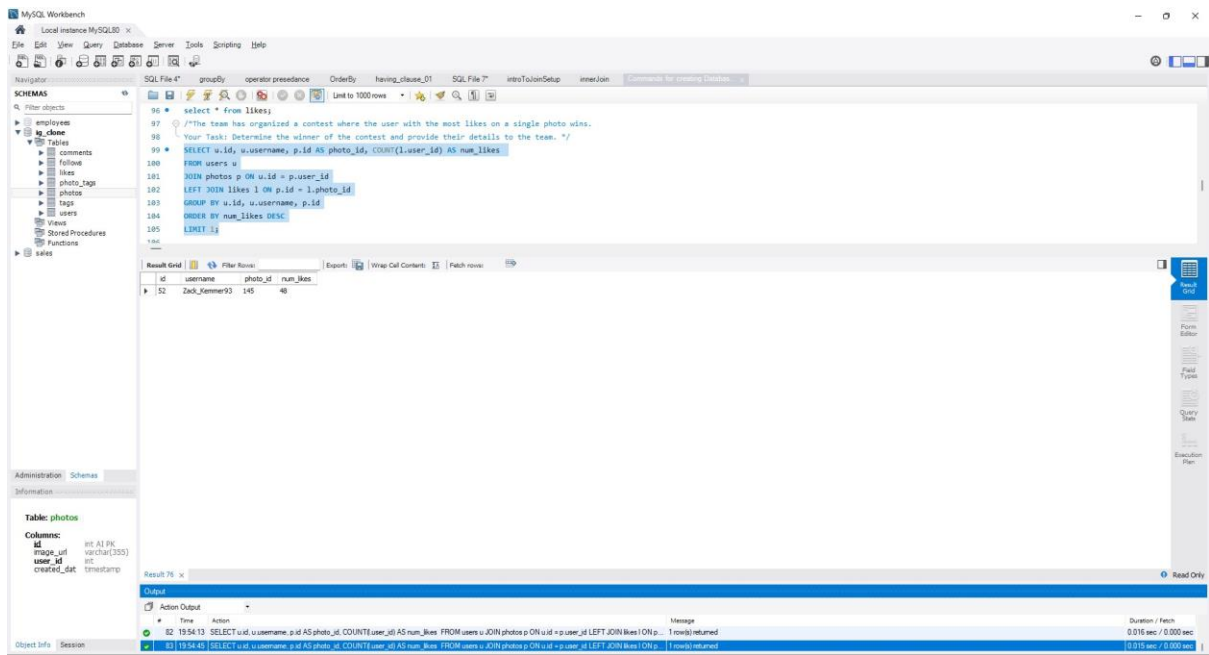 MySQL Workbench
Local instance MySQL80 ×
File Edit View Query Database Server Tools Scripting Help
Navigator
SQL File 4* groupBy operator presedance OrderBy having_clause_01 SQL File 7* introToJoinSetup innerJoin Commands for creating Databas... ×
SCHEMAS
Limit to 1000 rows
Filter objects
employees
ig_clone
Tables
comments
follows
likes
photo_tags
photos
tags
users
Views
Stored Procedures
Functions
sales
96 select * from likes;
97 /*The team has organized a contest where the user with the most likes on a single photo wins.
98 Your Task: Determine the winner of the contest and provide their details to the team. */
99 SELECT u.id, u.username, p.id AS photo_id, COUNT(l.user_id) AS num_likes
100 FROM users u
101 JOIN photos p ON u.id = p.user_id
102 LEFT JOIN likes l ON p.id = l.photo_id
103 GROUP BY u.id, u.username, p.id
104 ORDER BY num_likes DESC
105 LIMIT 1;
106
Result Grid Filter Rows: Export: Wrap Cell Content: Fetch rows:
id username photo_id num_likes
52 Zack_Kemmer93 145 48
Result Grid
Form Editor
Field Types
Query Stats
Execution Plan
Administration Schemas
Information
Table: photos
Columns:
id int AI PK
image_url varchar(355)
user_id int
created_dat timestamp
Object Info Session
Result 76 ×
Read Only
Output
Action Output
# Time Action Message Duration / Fetch
82 19:54:13 SELECT u.id, u.username, p.id AS photo_id, COUNT(l.user_id) AS num_likes FROM users u JOIN photos p ON u.id = p.user_id LEFT JOIN likes l ON p... 1 row(s) returned 0.016 sec / 0.000 sec
83 19:54:45 SELECT u.id, u.username, p.id AS photo_id, COUNT(l.user_id) AS num_likes FROM users u JOIN photos p ON u.id = p.user_id LEFT JOIN likes l ON p... 1 row(s) returned 0.015 sec / 0.000 sec